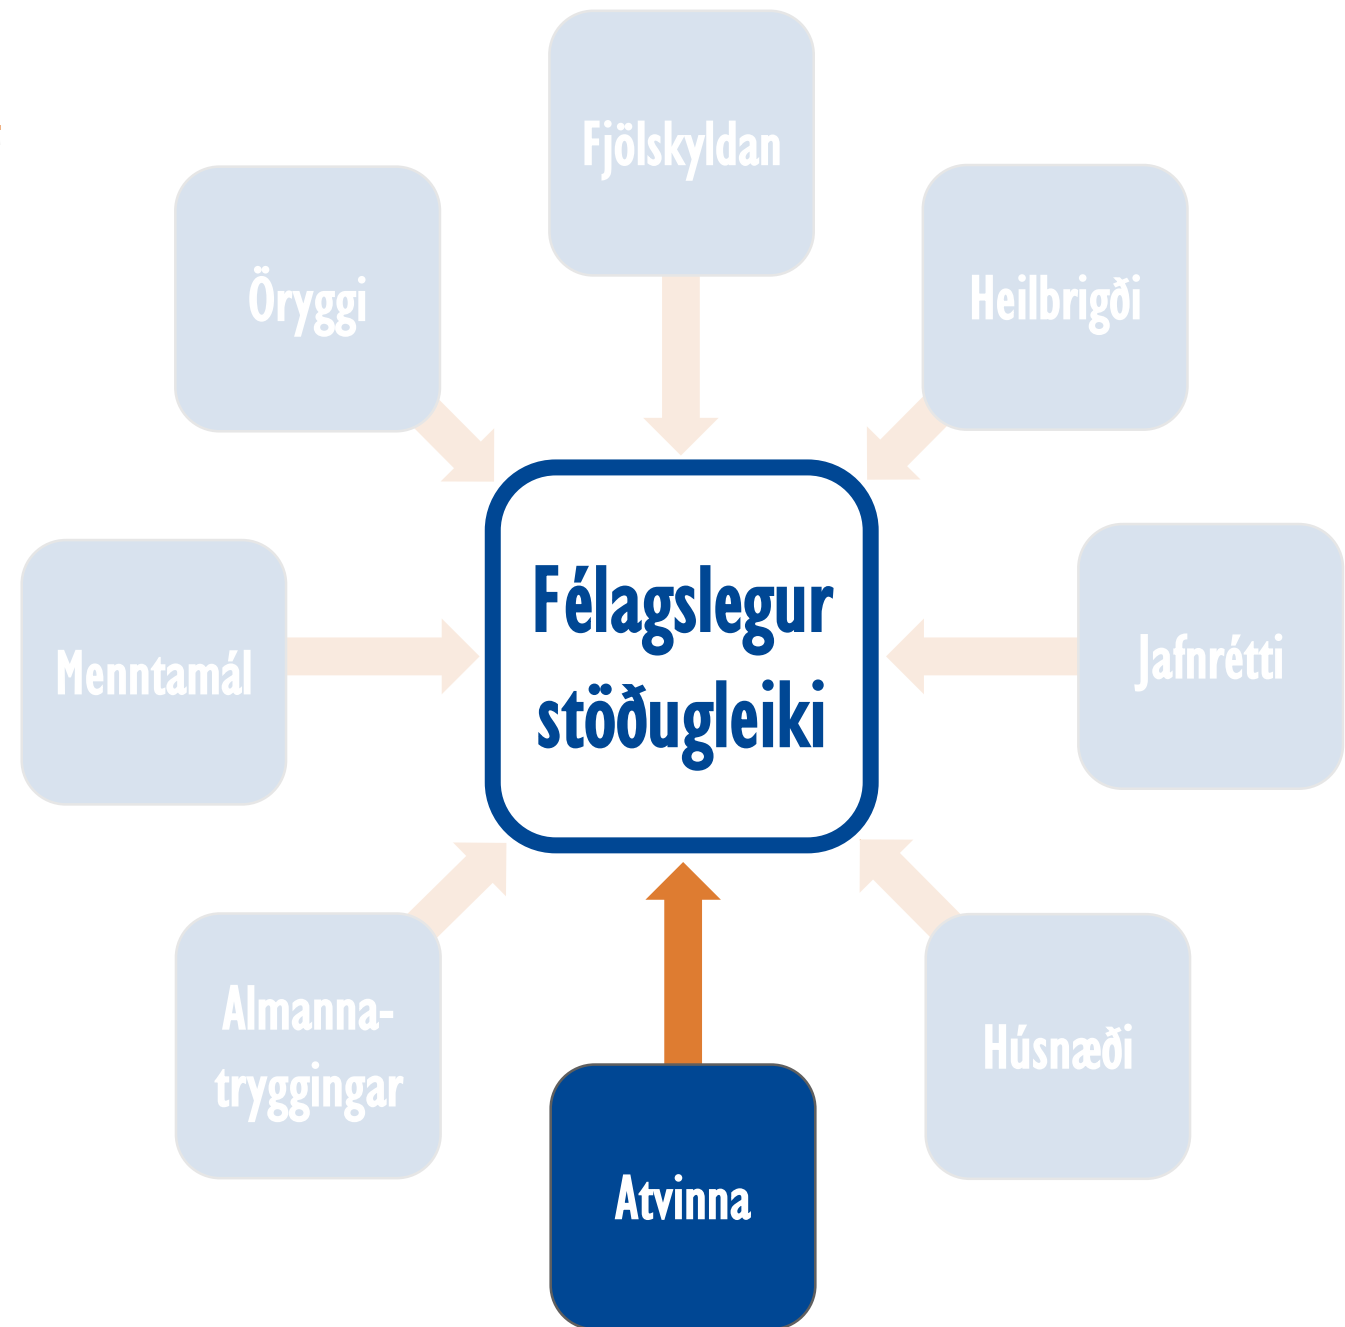 Fjölskyldan
Öryggi
Heilbrigði
Félagslegur
stöðugleiki
Menntamál
Jafnrétti
Almanna-
tryggingar
Húsnæði
Atvinna